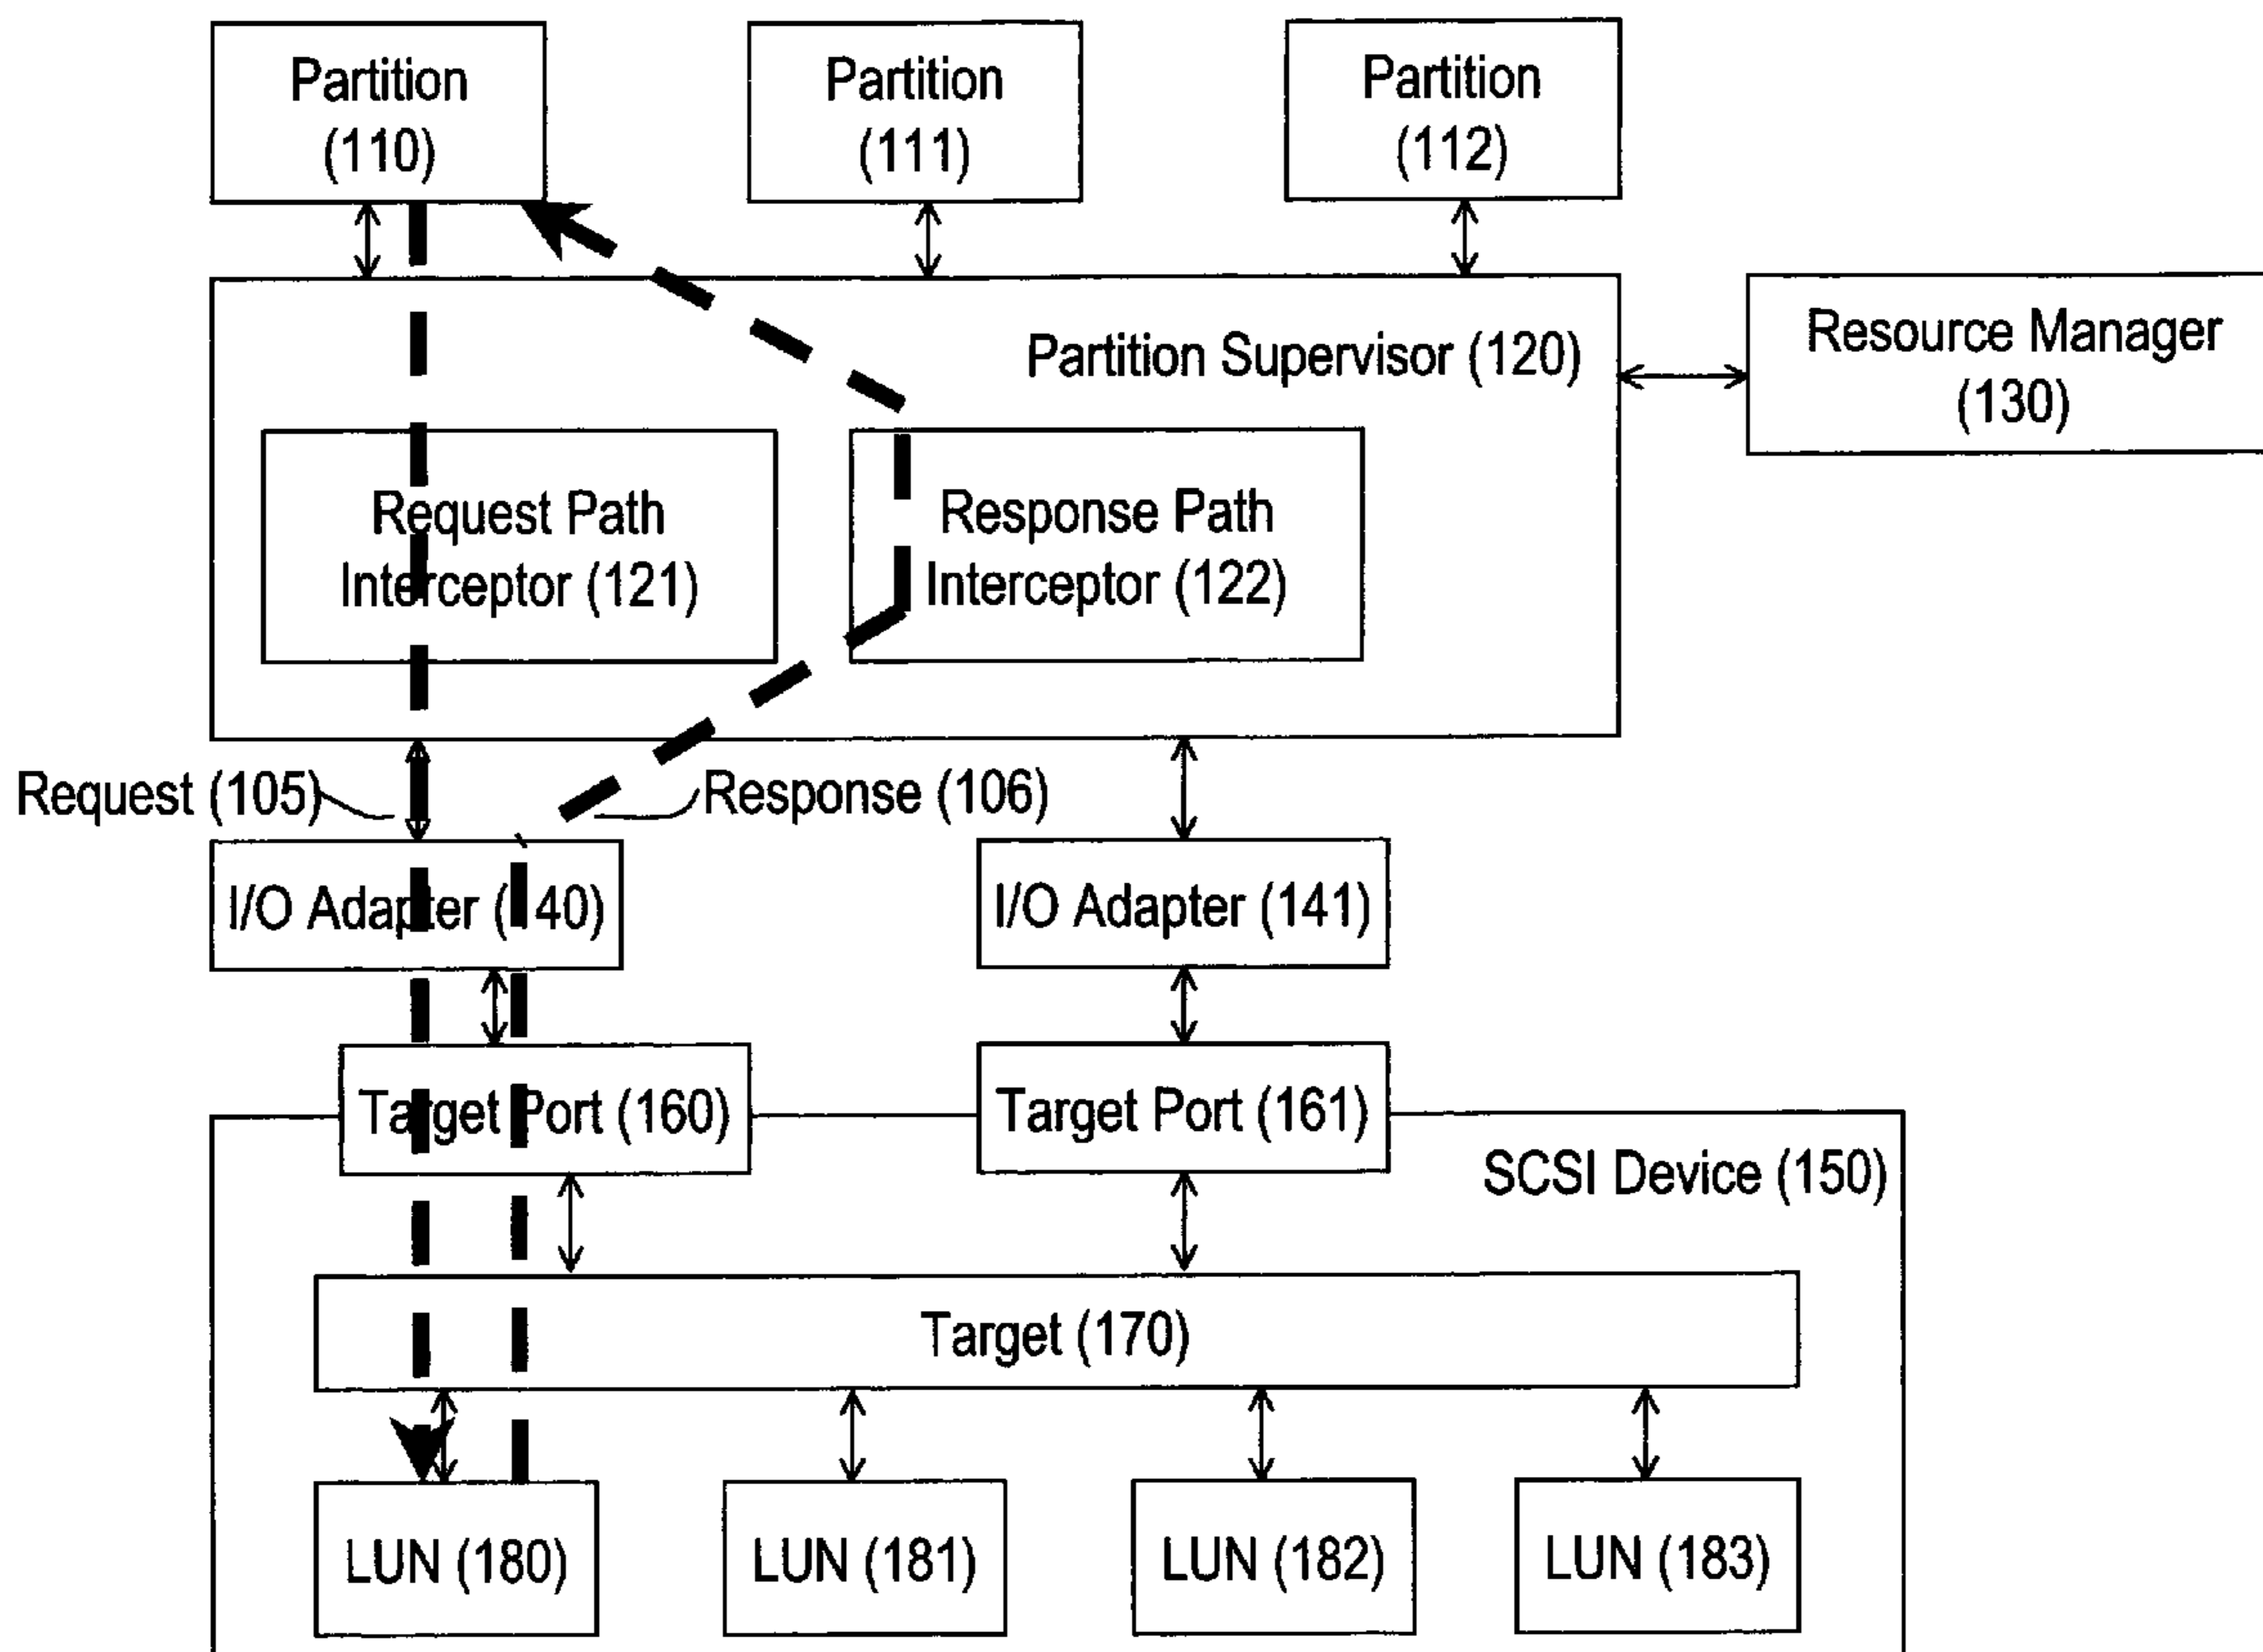 Partition
(110)
Partition
(111)
Partition
(112)
Partition Supervisor (120)
Resource Manager
(130)
Request Path
Interceptor (121)
Response Path
Interceptor (122)
Request (105)
Response (106)
I/O Adapter (140)
I/O Adapter (141)
Target Port (160)
Target Port (161)
SCSI Device (150)
Target (170)
LUN (180)
LUN (181)
LUN (182)
LUN (183)